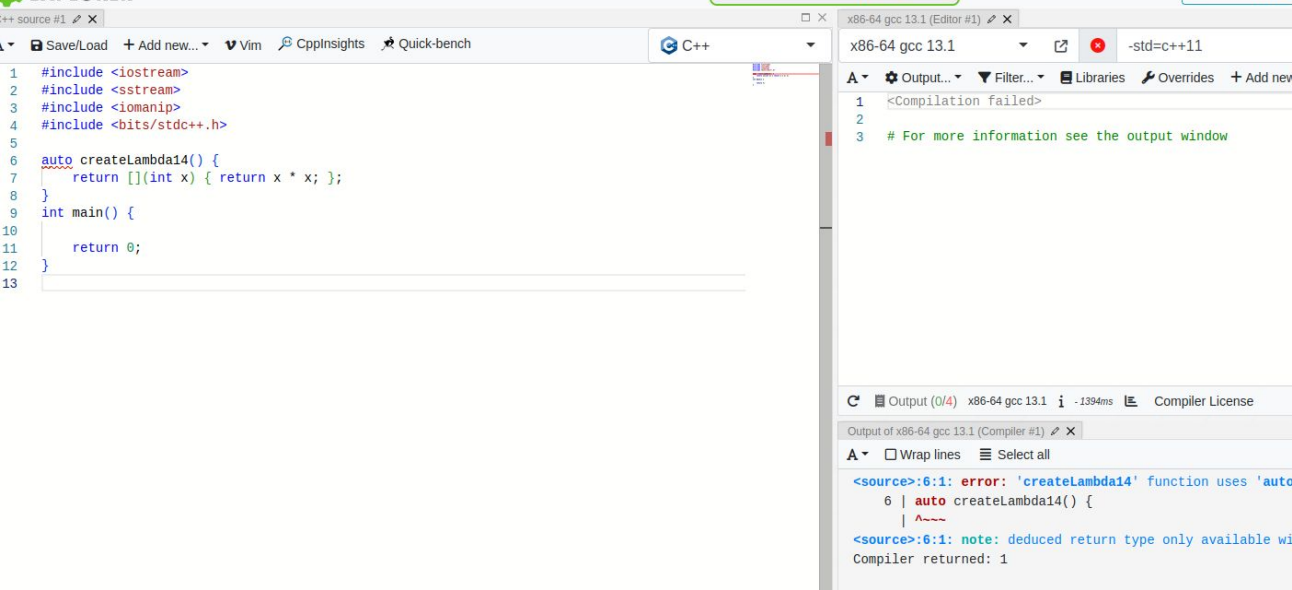 C++ source #1
x86-64 gcc 13.1 (Editor #1)
Save/Load
Add new...
Vim
CppInsights
Quick-bench
C++
x86-64 gcc 13.1
-std=c++11
A
Output...
Filter...
Libraries
Overrides
Add new
1 #include <iostream>
2 #include <sstream>
3 #include <iomanip>
4 #include <bits/stdc++.h>
5
6 auto createLambda14() {
7 return [](int x) { return x * x; };
8 }
9 int main() {
10
11 return 0;
12 }
13
1 <Compilation failed>
2
3 # For more information see the output window
Output (0/4) x86-64 gcc 13.1 i - 1394ms Compiler License
Output of x86-64 gcc 13.1 (Compiler #1)
A Wrap lines Select all
<source>:6:1: error: 'createLambda14' function uses 'auto
6 | auto createLambda14() {
| ^~~~
<source>:6:1: note: deduced return type only available wi
Compiler returned: 1